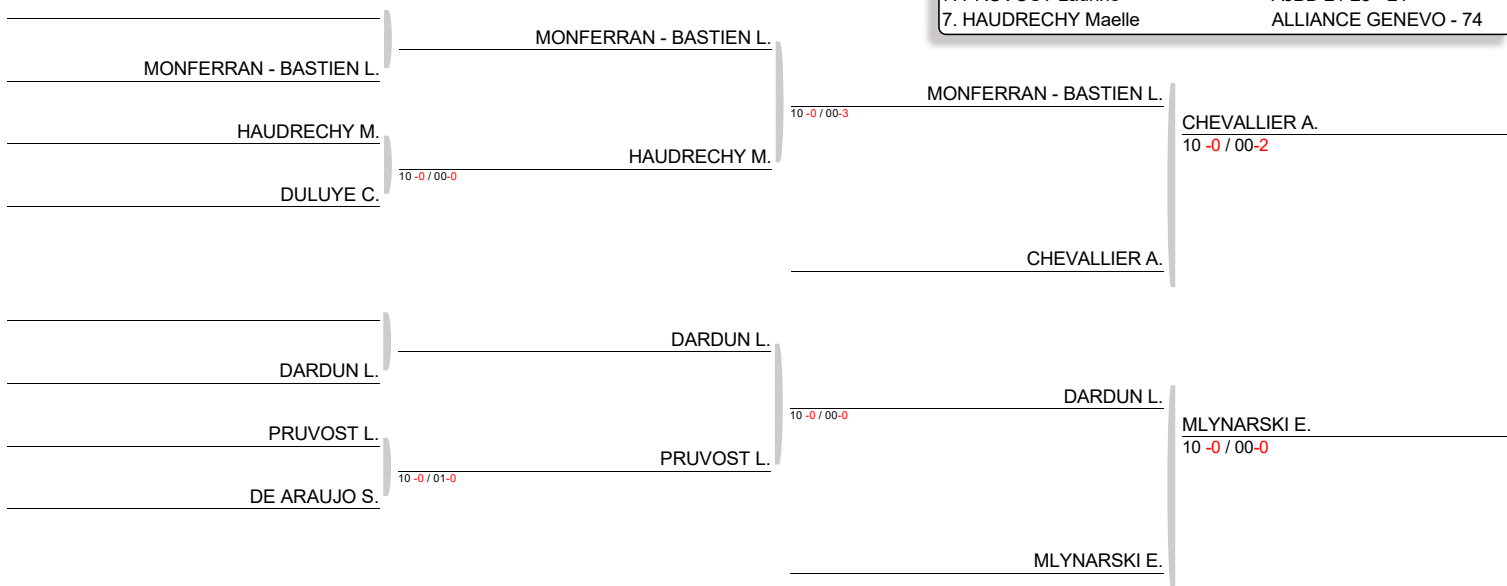 7. HAUDRECHY Maelle ALLIANCE GENEVO - 74
MONFERRAN - BASTIEN L.
MONFERRAN - BASTIEN L.
MONFERRAN - BASTIEN L.
10 -0 / 00-3
CHEVALLIER A.
10 -0 / 00-2
HAUDRECHY M.
HAUDRECHY M.
10 -0 / 00-0
DULUYE C.
CHEVALLIER A.
DARDUN L.
DARDUN L.
DARDUN L.
10 -0 / 00-0
MLYNARSKI E.
10 -0 / 00-0
PRUVOST L.
PRUVOST L.
10 -0 / 01-0
DE ARAUJO S.
MLYNARSKI E.